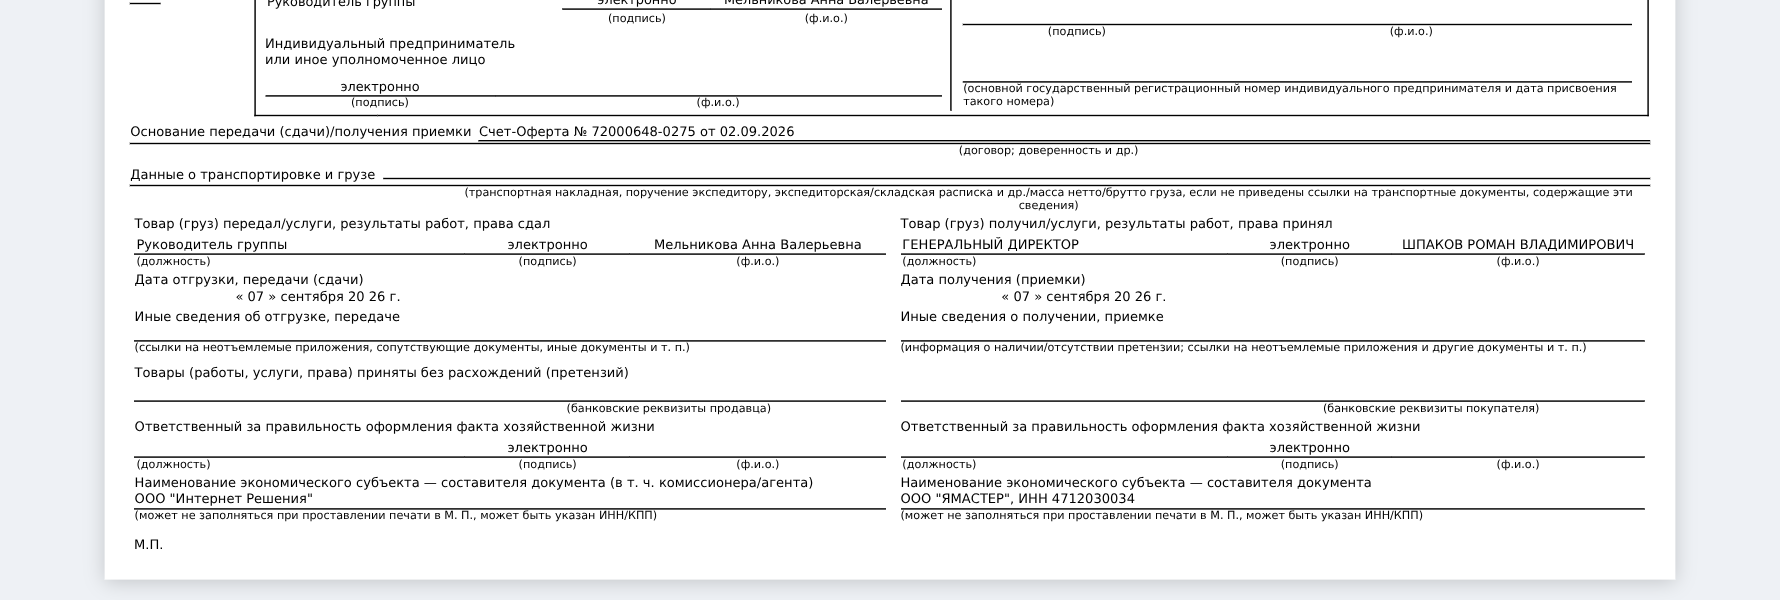 Руководитель группы электронно Мельникова Анна Валерьевна
(подпись) (ф.и.о.)
(подпись) (ф.и.о.)
Индивидуальный предприниматель
или иное уполномоченное лицо
электронно
(подпись) (ф.и.о.)
(основной государственный регистрационный номер индивидуального предпринимателя и дата присвоения
такого номера)
Основание передачи (сдачи)/получения приемки Счет-Оферта № 72000648-0275 от 02.09.2026
(договор; доверенность и др.)
Данные о транспортировке и грузе
(транспортная накладная, поручение экспедитору, экспедиторская/складская расписка и др./масса нетто/брутто груза, если не приведены ссылки на транспортные документы, содержащие эти
сведения)
Товар (груз) передал/услуги, результаты работ, права сдал
Руководитель группы электронно Мельникова Анна Валерьевна
(должность) (подпись) (ф.и.о.)
Дата отгрузки, передачи (сдачи)
« 07 » сентября 20 26 г.
Иные сведения об отгрузке, передаче
(ссылки на неотъемлемые приложения, сопутствующие документы, иные документы и т. п.)
Товары (работы, услуги, права) приняты без расхождений (претензий)
(банковские реквизиты продавца)
Ответственный за правильность оформления факта хозяйственной жизни
электронно
(должность) (подпись) (ф.и.о.)
Наименование экономического субъекта — составителя документа (в т. ч. комиссионера/агента)
ООО "Интернет Решения"
(может не заполняться при проставлении печати в М. П., может быть указан ИНН/КПП)
М.П.
Товар (груз) получил/услуги, результаты работ, права принял
ГЕНЕРАЛЬНЫЙ ДИРЕКТОР электронно ШПАКОВ РОМАН ВЛАДИМИРОВИЧ
(должность) (подпись) (ф.и.о.)
Дата получения (приемки)
« 07 » сентября 20 26 г.
Иные сведения о получении, приемке
(информация о наличии/отсутствии претензии; ссылки на неотъемлемые приложения и другие документы и т. п.)
(банковские реквизиты покупателя)
Ответственный за правильность оформления факта хозяйственной жизни
электронно
(должность) (подпись) (ф.и.о.)
Наименование экономического субъекта — составителя документа
ООО "ЯМАСТЕР", ИНН 4712030034
(может не заполняться при проставлении печати в М. П., может быть указан ИНН/КПП)